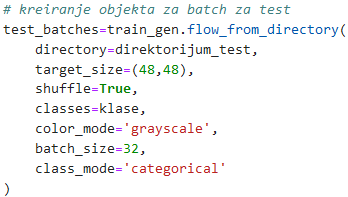 # kreiranje objekta za batch za test
test_batches=train_gen.flow_from_directory(
    directory=direktorijum_test,
    target_size=(48,48),
    shuffle=True,
    classes=klase,
    color_mode='grayscale',
    batch_size=32,
    class_mode='categorical'
)